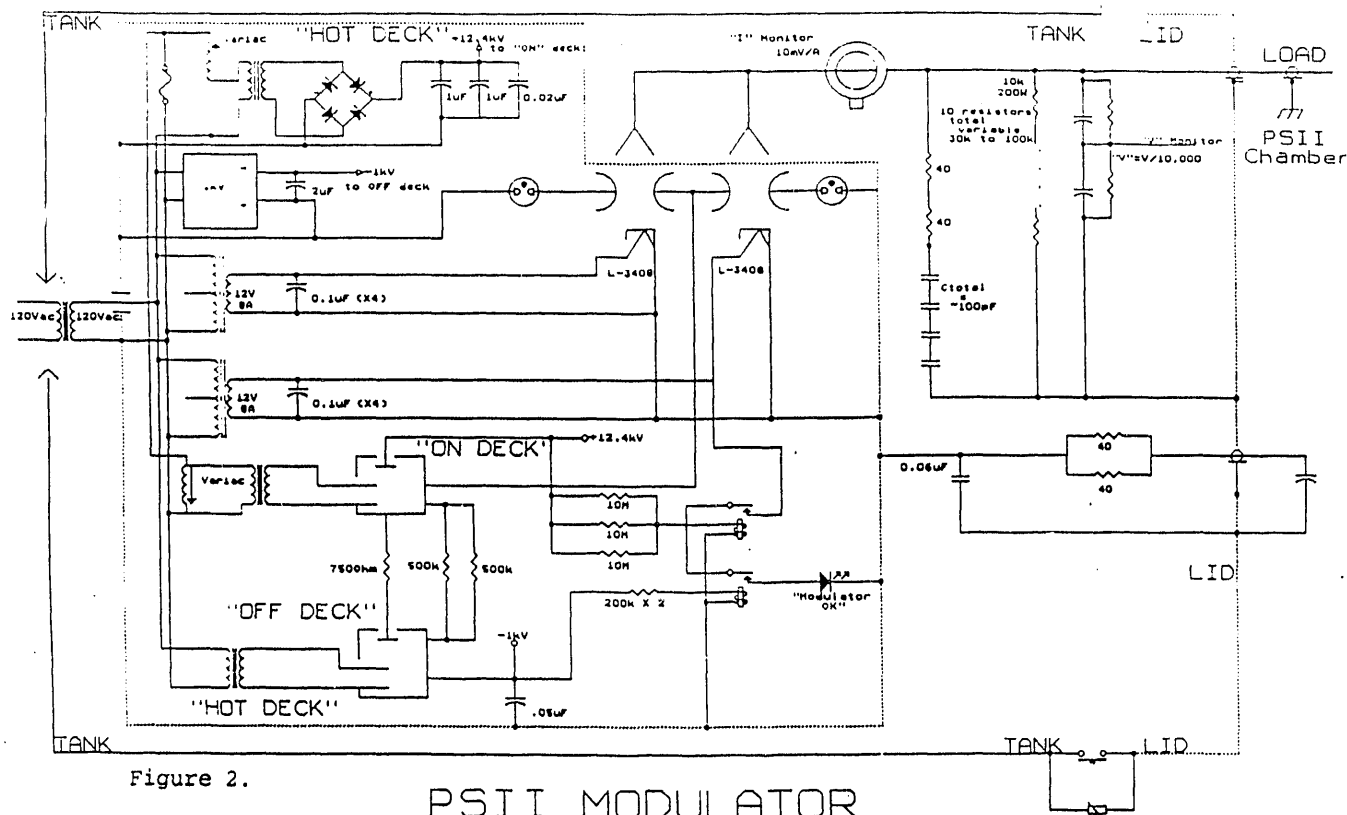 TANK
"HOT DECK"
+12.4kV
to "ON" deck:
Variac
"I" Monitor
10mV/A
TANK
LID
LOAD
1uF
1uF
0.02uF
10k
200W
10 resistors
total
variable
30k to 100k
"V" Monitor
"V"=V/10,000
PSII
Chamber
-1kV
to OFF deck
2uF
40
40
L-3408
L-3408
12V
8A
0.1uF (X4)
Ctotal
=
~100pF
120Vac
120Vac
12V
8A
0.1uF (X4)
"ON DECK"
+12.4kV
Variac
10M
10M
10M
0.06uF
40
40
750Ohm
500k
500k
LID
"OFF DECK"
200k X 2
"Modulator
OK"
-1kV
"HOT DECK"
.05uF
TANK
TANK
LID
Figure 2.
PSII MODULATOR